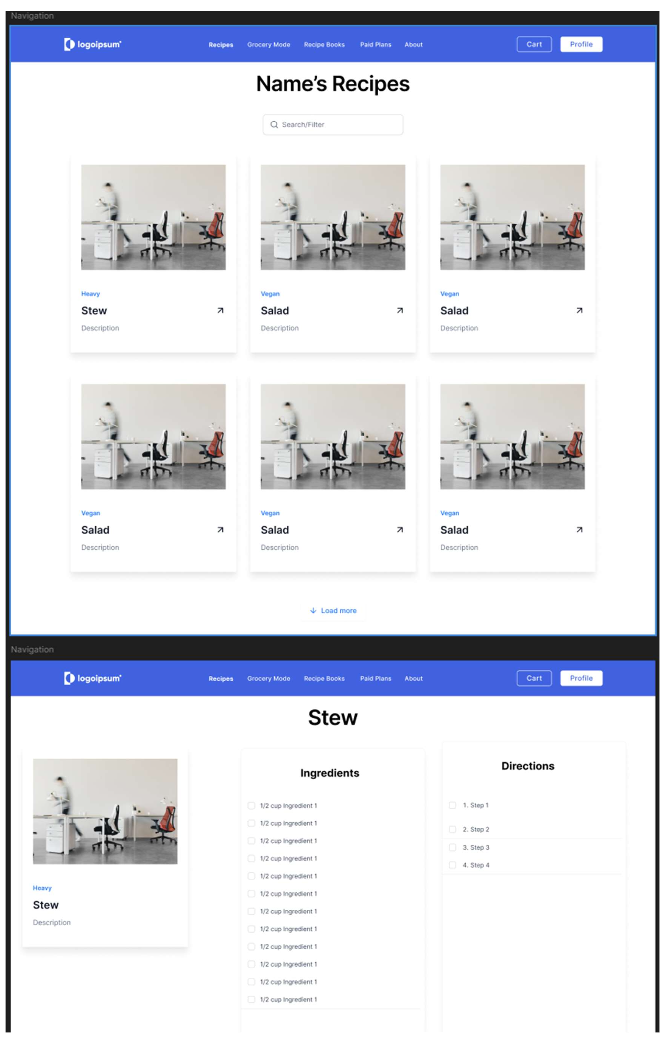 Navigation
logoipsum Recipes Grocery Mode Recipe Books Paid Plans About Cart Profile
Name's Recipes
Search/Filter
Heavy
Stew
Description
Vegan
Salad
Description
Vegan
Salad
Description
Vegan
Salad
Description
Vegan
Salad
Description
Vegan
Salad
Description
Load more
Navigation
logoipsum Recipes Grocery Mode Recipe Books Paid Plans About Cart Profile
Stew
Heavy
Stew
Description
Ingredients
1/2 cup Ingredient 1
1/2 cup Ingredient 1
1/2 cup Ingredient 1
1/2 cup Ingredient 1
1/2 cup Ingredient 1
1/2 cup Ingredient 1
1/2 cup Ingredient 1
1/2 cup Ingredient 1
1/2 cup Ingredient 1
1/2 cup Ingredient 1
1/2 cup Ingredient 1
1/2 cup Ingredient 1
Directions
1. Step 1
2. Step 2
3. Step 3
4. Step 4